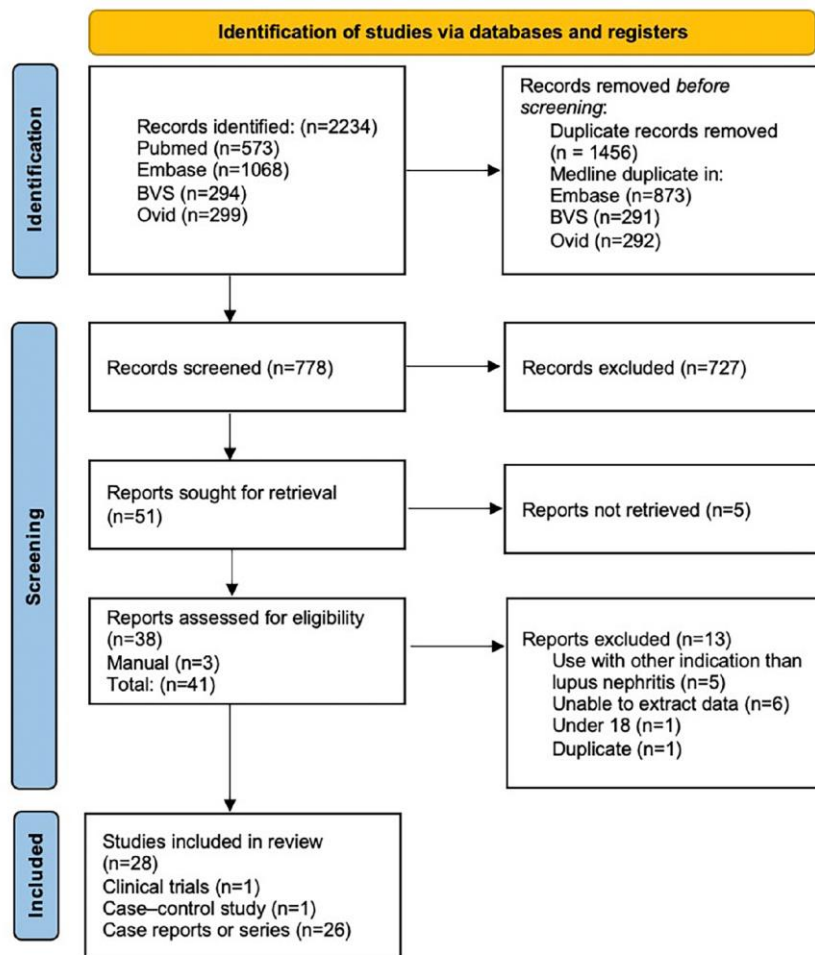 Identification of studies via databases and registers
Identification
Records identified: (n=2234)
Pubmed (n=573)
Embase (n=1068)
BVS (n=294)
Ovid (n=299)
Records removed before
screening:
Duplicate records removed
(n = 1456)
Medline duplicate in:
Embase (n=873)
BVS (n=291)
Ovid (n=292)
Screening
Records screened (n=778)
Records excluded (n=727)
Reports sought for retrieval
(n=51)
Reports not retrieved (n=5)
Reports assessed for eligibility
(n=38)
Manual (n=3)
Total: (n=41)
Reports excluded (n=13)
Use with other indication than
lupus nephritis (n=5)
Unable to extract data (n=6)
Under 18 (n=1)
Duplicate (n=1)
Included
Studies included in review
(n=28)
Clinical trials (n=1)
Case–control study (n=1)
Case reports or series (n=26)